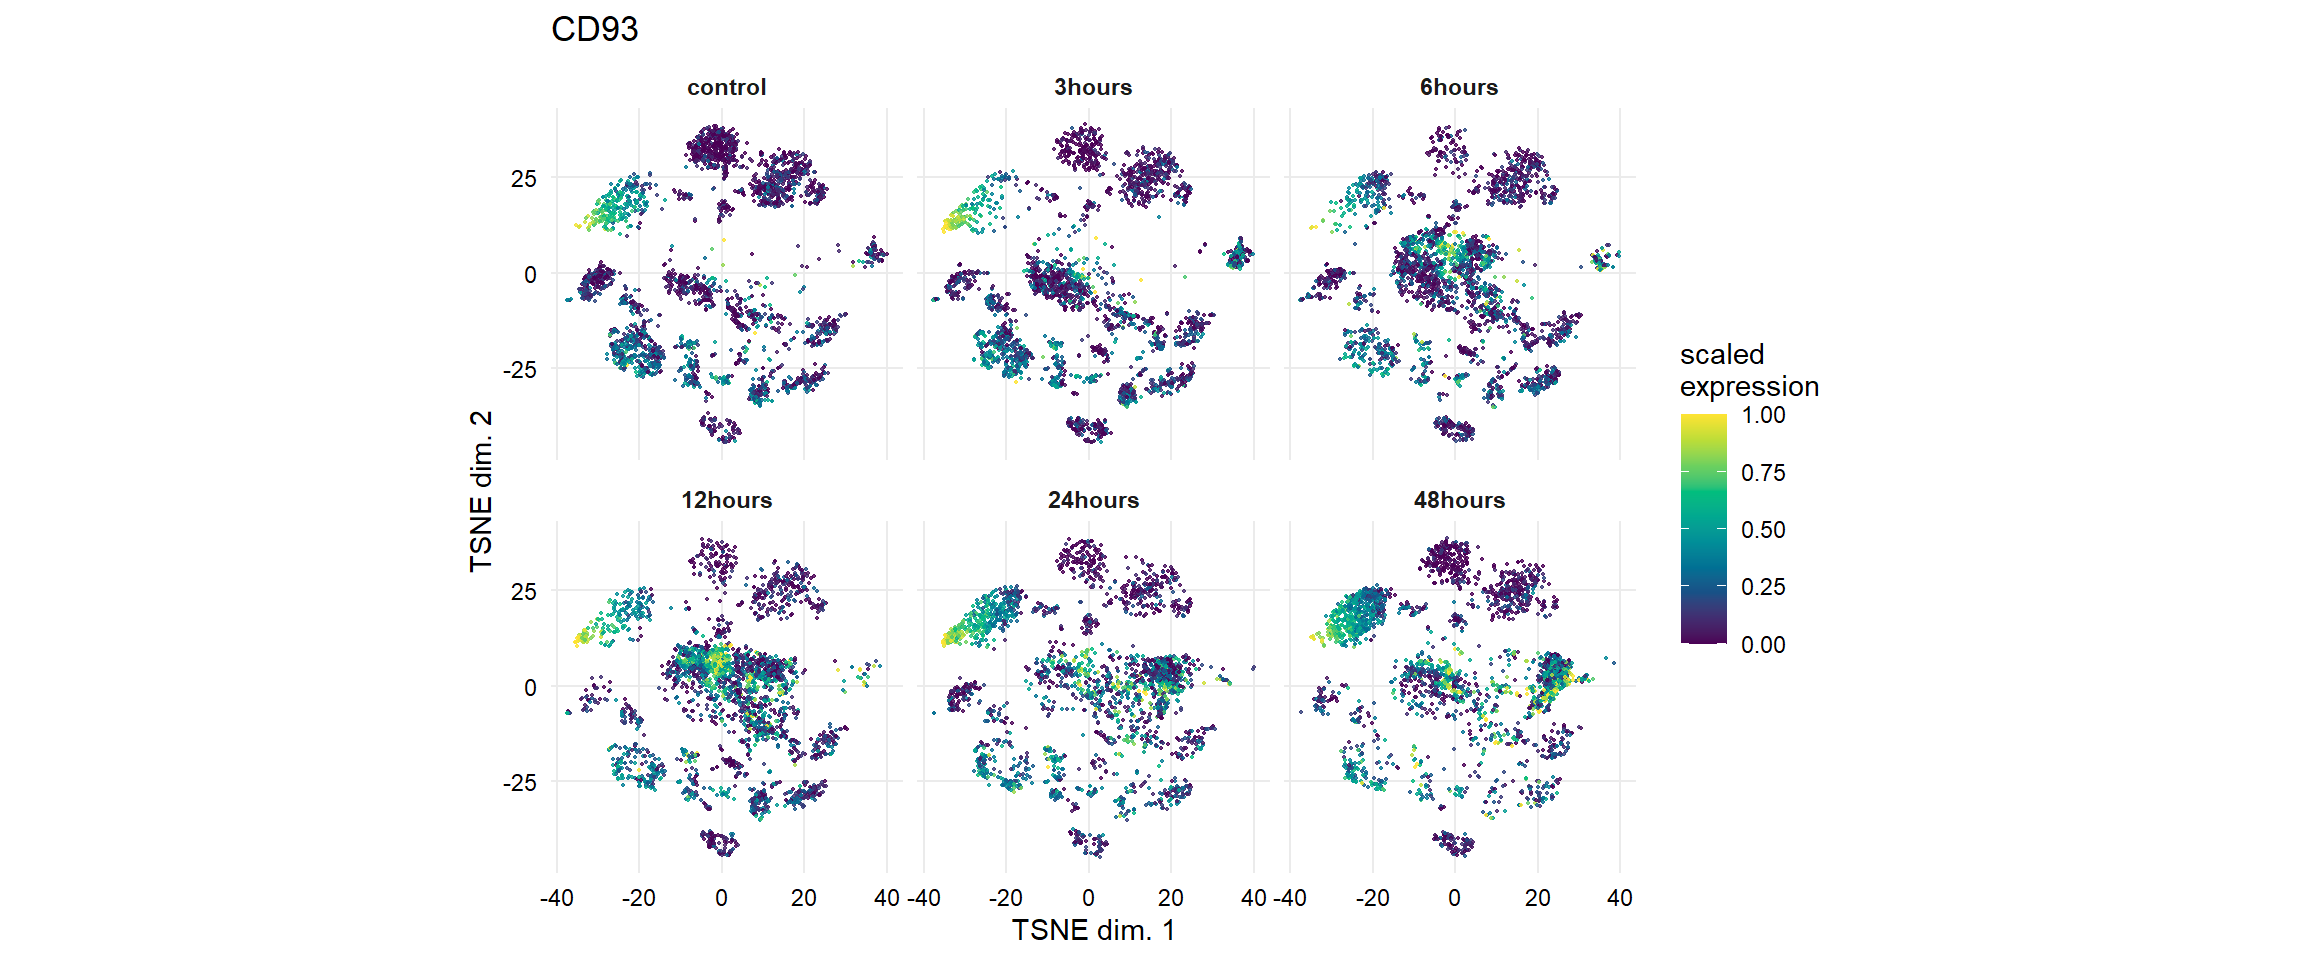 CD93
control
3hours
6hours
25
0
-25
12hours
24hours
48hours
25
0
-25
-40 -20 0 20 40 -40 -20 0 20 40 -40 -20 0 20 40
TSNE dim. 1
TSNE dim. 2
scaled
expression
1.00
0.75
0.50
0.25
0.00